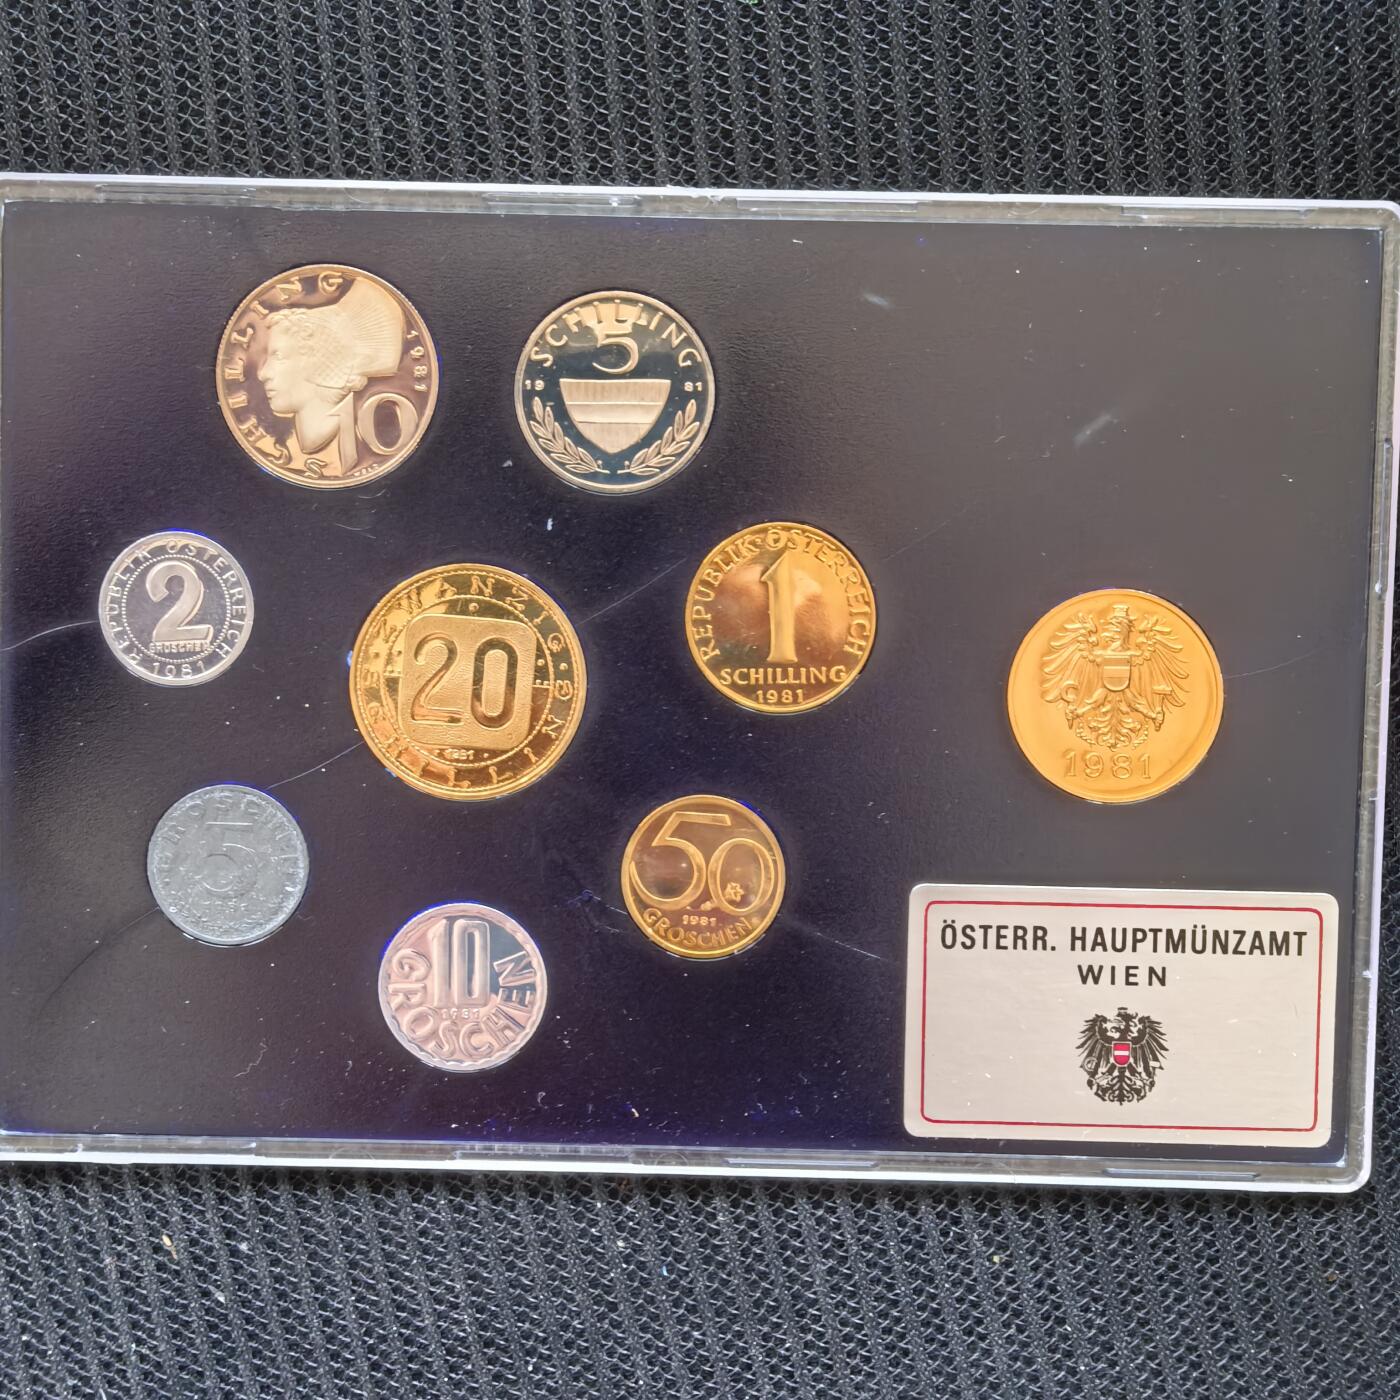 SCHILLING
1981
10
SCHILLING
5
19 81
REPUBLIK ÖSTERREICH
2
GROSCHEN
1981
ZWANZIG
SCHILLING
20
1981
REPUBLIK·ÖSTERREICH
1
SCHILLING
1981
1981
5
10
1981
GROSCHEN
50
1981
GROSCHEN
ÖSTERR. HAUPTMÜNZAMT
WIEN